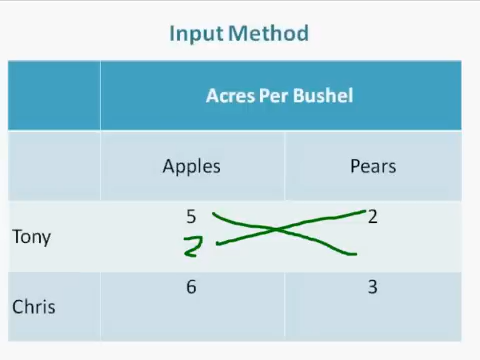 Input Method
Acres Per Bushel
Apples Pears
Tony 5 2
2
Chris 6 3